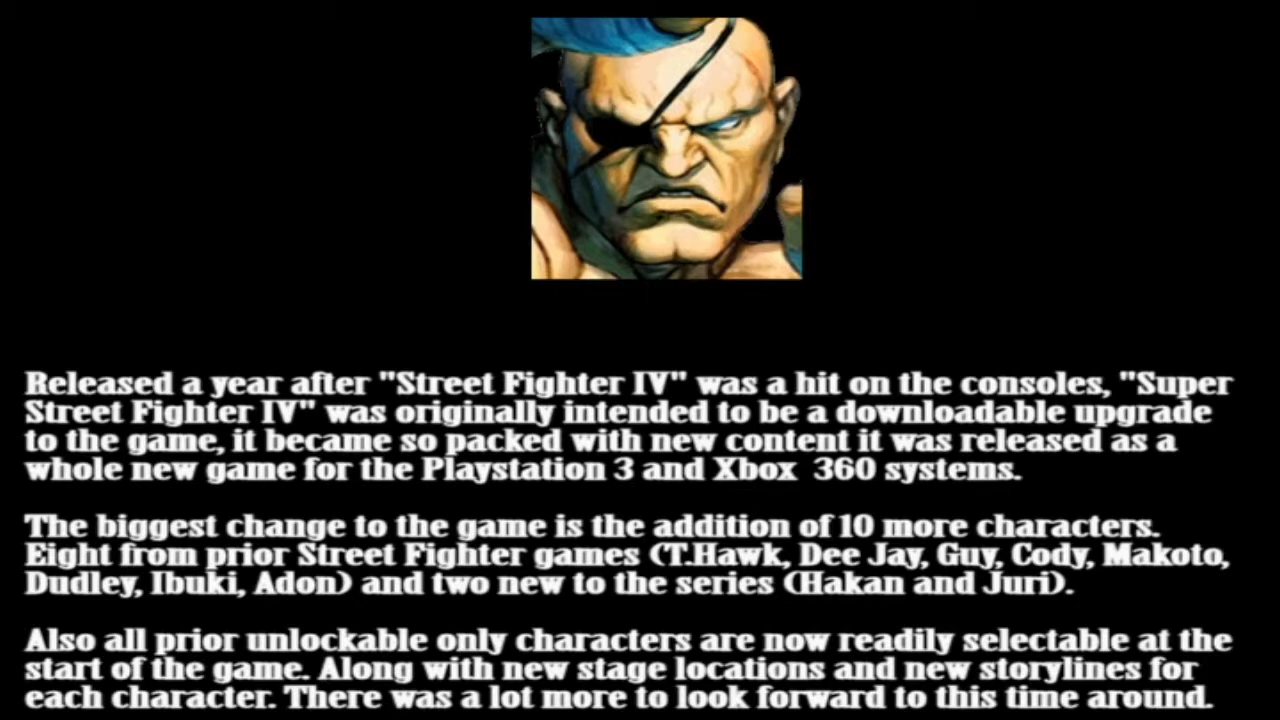 Released a year after "Street Fighter IV" was a hit on the consoles, "Super
Street Fighter IV" was originally intended to be a downloadable upgrade
to the game, it became so packed with new content it was released as a
whole new game for the Playstation 3 and Xbox 360 systems.
The biggest change to the game is the addition of 10 more characters.
Eight from prior Street Fighter games (T.Hawk, Dee Jay, Guy, Cody, Makoto,
Dudley, Ibuki, Adon) and two new to the series (Hakan and Juri).
Also all prior unlockable only characters are now readily selectable at the
start of the game. Along with new stage locations and new storylines for
each character. There was a lot more to look forward to this time around.